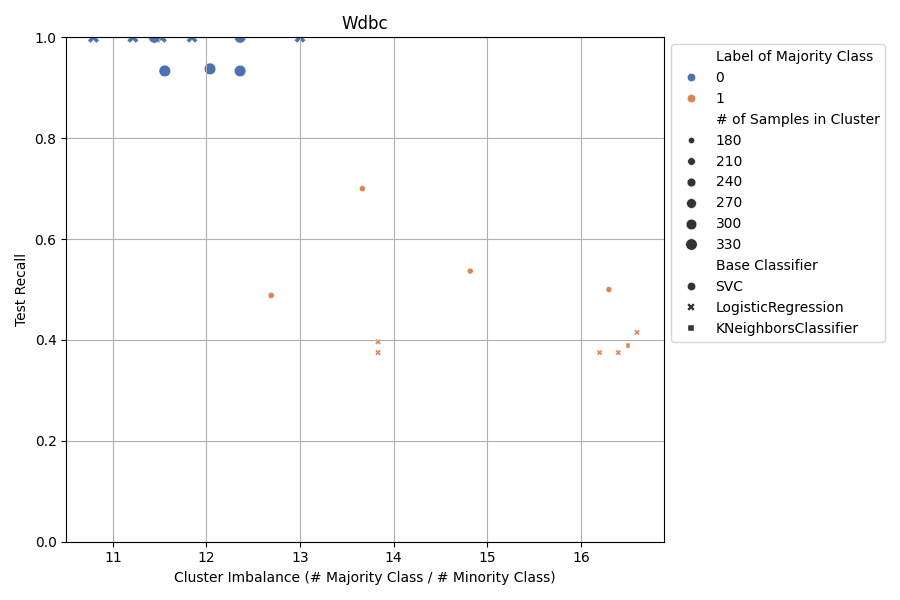 Wdbc
1.0
0.8
0.6
0.4
0.2
0.0
Test Recall
11
12
13
14
15
16
Cluster Imbalance (# Majority Class / # Minority Class)
Label of Majority Class
0
1
# of Samples in Cluster
180
210
240
270
300
330
Base Classifier
SVC
LogisticRegression
KNeighborsClassifier